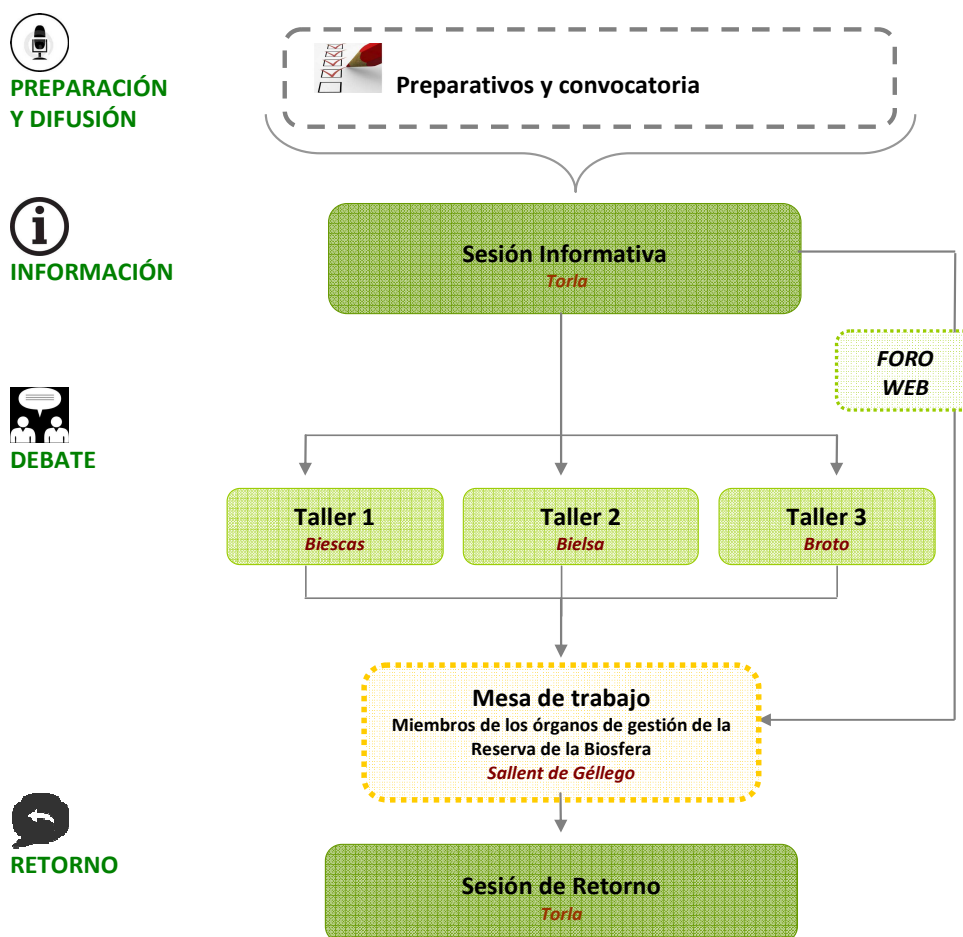 PREPARACIÓN
Y DIFUSIÓN
Preparativos y convocatoria
INFORMACIÓN
Sesión Informativa
Torla
FORO
WEB
DEBATE
Taller 1
Biescas
Taller 2
Bielsa
Taller 3
Broto
Mesa de trabajo
Miembros de los órganos de gestión de la
Reserva de la Biosfera
Sallent de Géllego
RETORNO
Sesión de Retorno
Torla